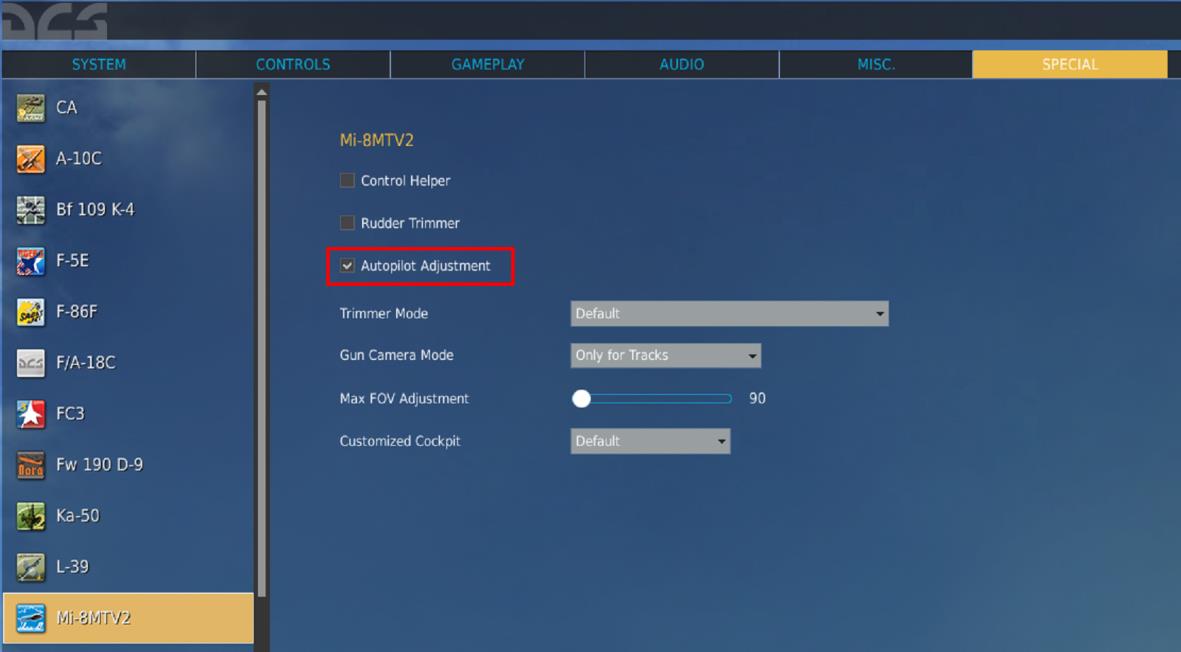 DCS
SYSTEM CONTROLS GAMEPLAY AUDIO MISC. SPECIAL
CA
A-10C
Bf 109 K-4
F-5E
F-86F
F/A-18C
FC3
Fw 190 D-9
Ka-50
L-39
Mi-8MTV2
Mi-8MTV2
Control Helper
Rudder Trimmer
Autopilot Adjustment
Trimmer Mode Default
Gun Camera Mode Only for Tracks
Max FOV Adjustment 90
Customized Cockpit Default